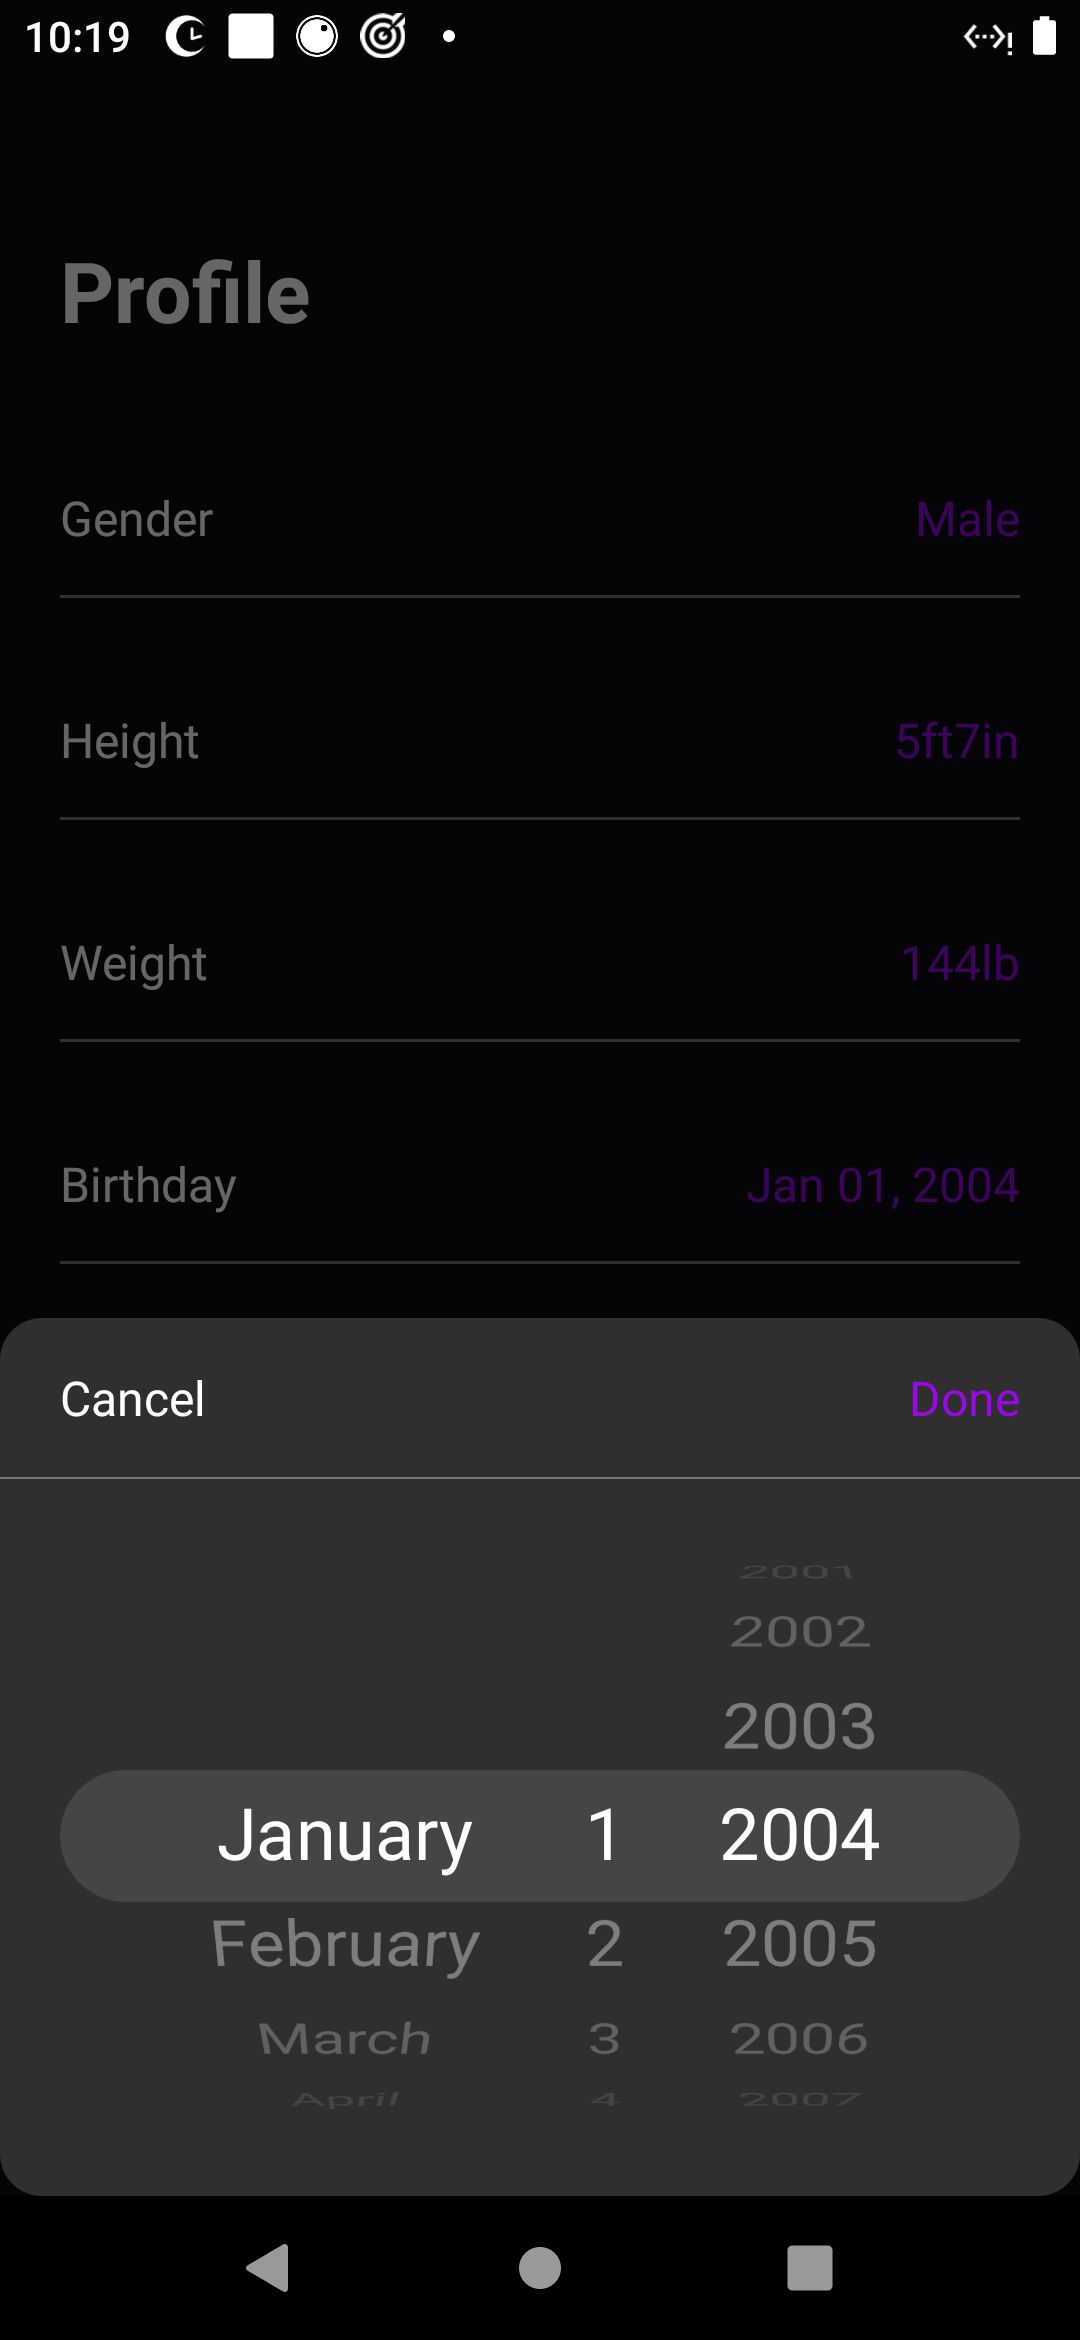 10:19
Profile
Gender Male
Height 5ft7in
Weight 144lb
Birthday Jan 01, 2004
Cancel Done
2001
2002
2003
January 1 2004
February 2 2005
March 3 2006
April 4 2007